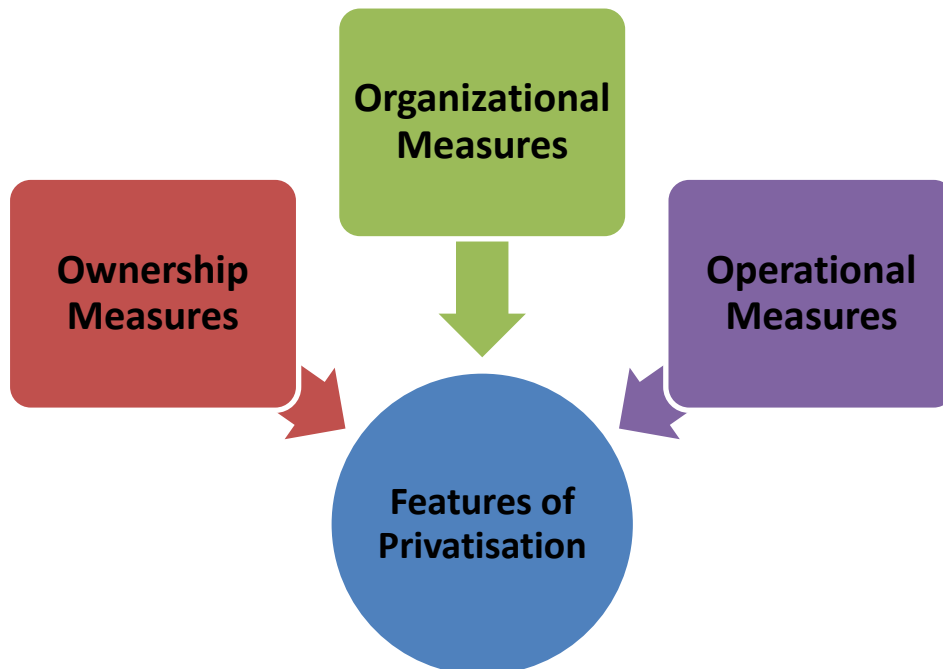 Organizational
Measures
Ownership
Measures
Operational
Measures
Features of
Privatisation